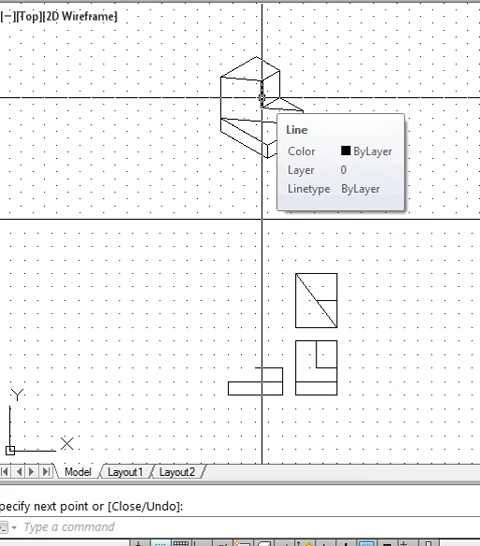 [−][Top][2D Wireframe]
Line
Color ByLayer
Layer 0
Linetype ByLayer
Y
X
Model Layout1 Layout2
pecify next point or [Close/Undo]:
Type a command